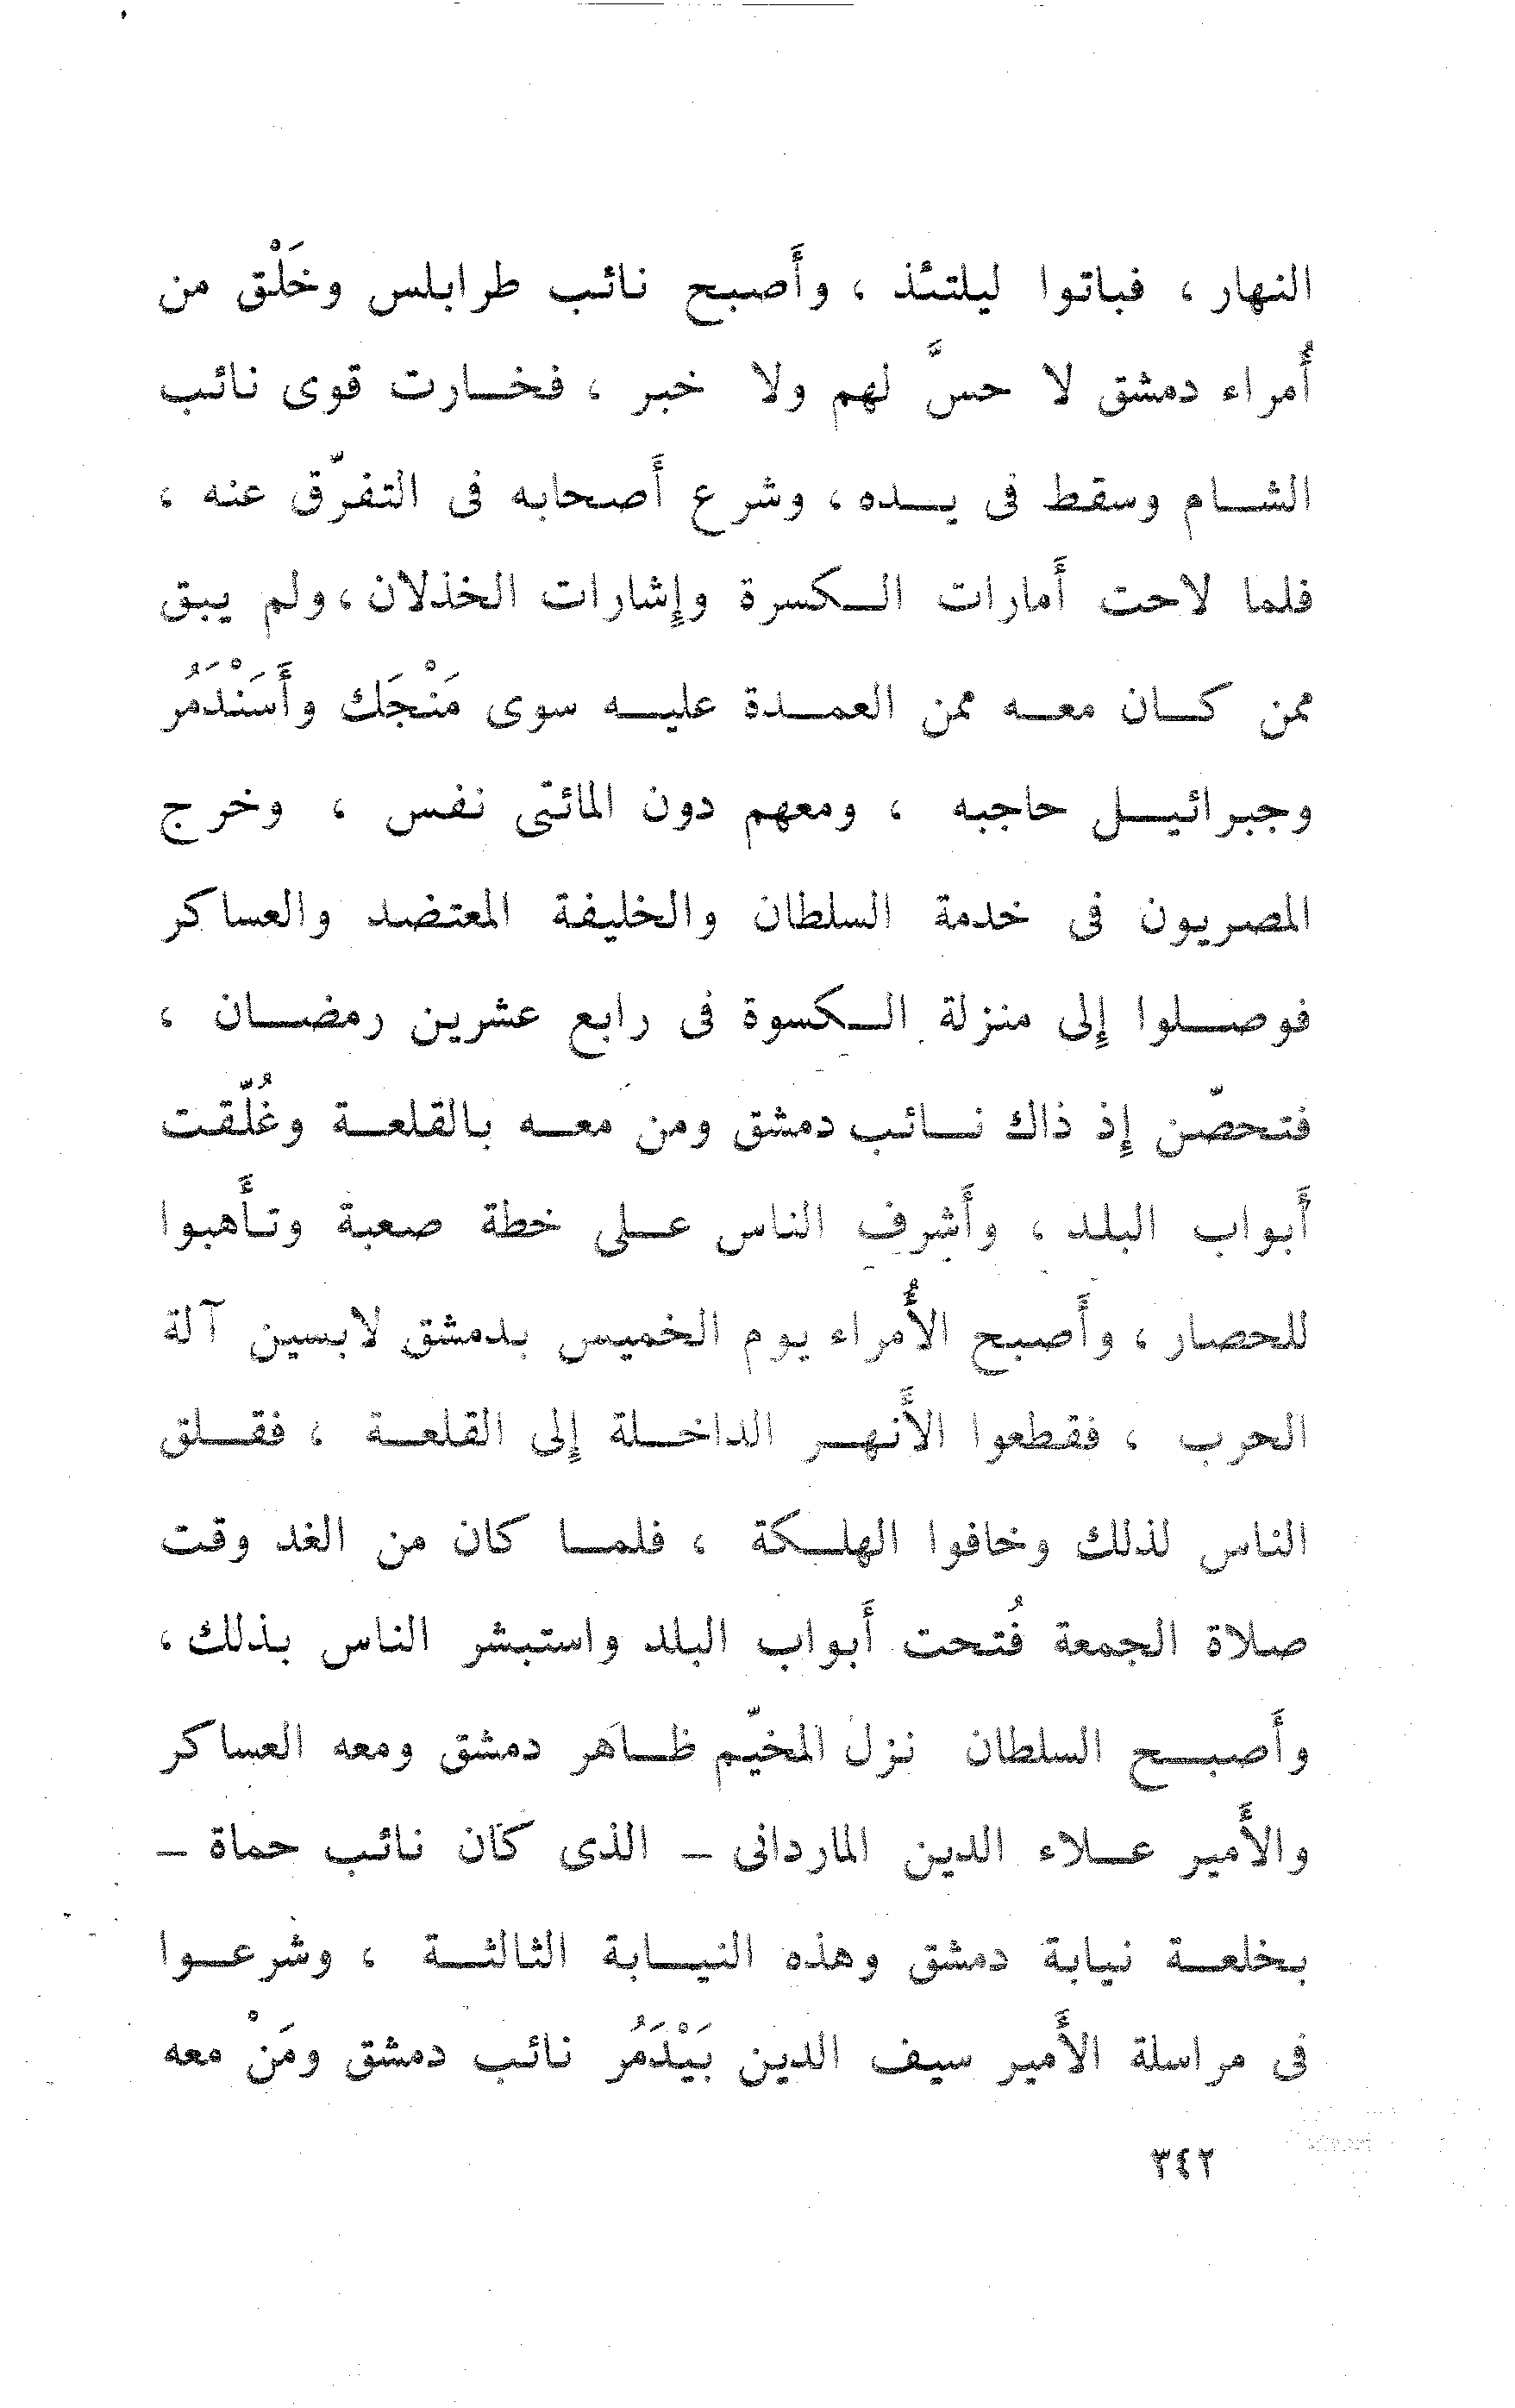 النهار ، فباتوا ليلتئذ ، وأَصبح نائب طرابلس وخَلْق من
أُمراء دمشق لا حسَّ لهم ولا خبر ، فخارت قوى نائب
الشام وسقط فى يده ، وشرع أَصحابه فى التفرّق عنه ،
فلما لاحت أَمارات الكسرة وإِشارات الخذلان ، ولم يبق
ممن كان معه ممن العمدة عليه سوى مَنْجَك وأَسَنْدَمُر
وجبرائيل حاجبه ، ومعهم دون المائتى نفس ، وخرج
المصريون فى خدمة السلطان والخليفة المعتضد والعساكر
فوصلوا إِلى منزلة الكسوة فى رابع عشرين رمضان ،
فتحصّن إِذ ذاك نائب دمشق ومن معه بالقلعة وغُلّقت
أَبواب البلد ، وأَشرف الناس على خطة صعبة وتأَهبوا
للحصار ، وأَصبح الأُمراء يوم الخميس بدمشق لابسين آلة
الحرب ، فقطعوا الأَنهر الداخلة إِلى القلعة ، فقلق
الناس لذلك وخافوا الهلكة ، فلما كان من الغد وقت
صلاة الجمعة فُتحت أَبواب البلد واستبشر الناس بذلك ،
وأَصبح السلطان نزل المخيّم ظاهر دمشق ومعه العساكر
والأَمير علاء الدين الماردانى – الذى كان نائب حماة –
بخلعة نيابة دمشق وهذه النيابة الثالثة ، وشرعوا
فى مراسلة الأَمير سيف الدين بَيْدَمُر نائب دمشق ومَنْ معه
٣٤٢